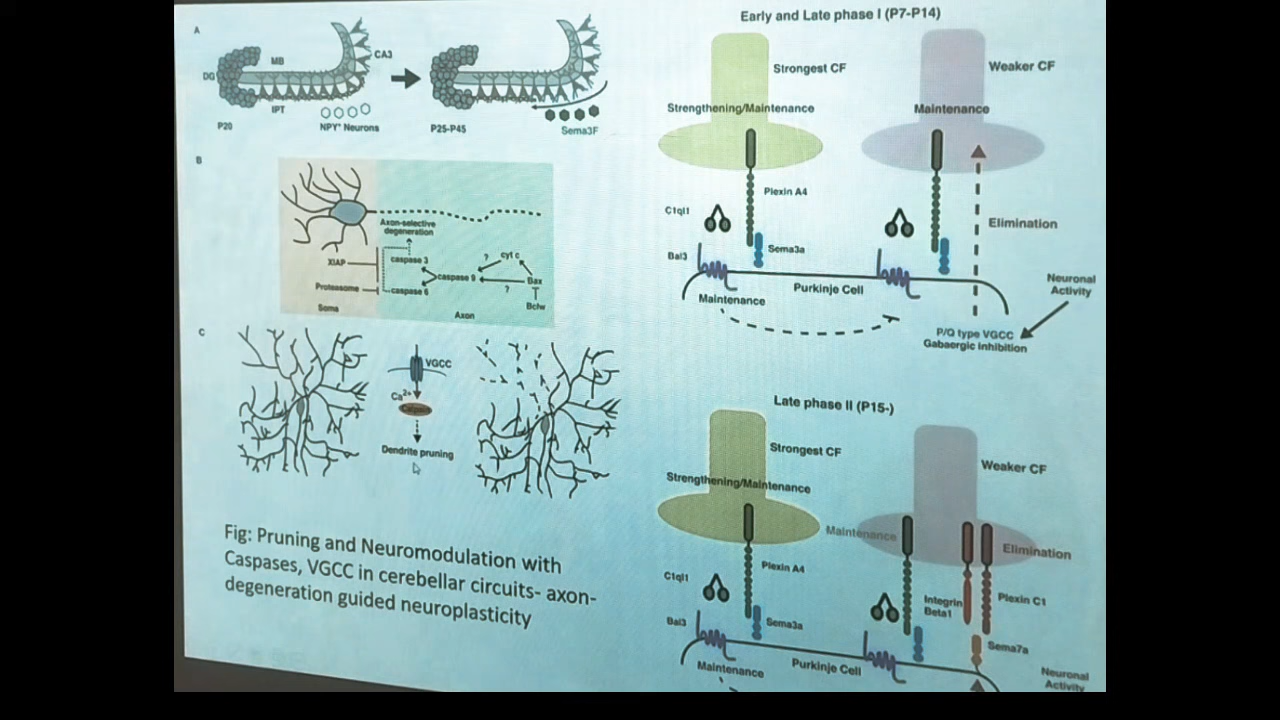 A
DG
MB
CA3
IPT
P20
NPY⁺ Neurons
P25-P45
Sema3F
B
Axon-selective
degeneration
XIAP
caspase 3
?
cyt c
caspase 9
Proteasome
caspase 6
?
Bax
Bclw
Soma
Axon
C
VGCC
Ca²⁺
Dendrite pruning
Fig: Pruning and Neuromodulation with
Caspases, VGCC in cerebellar circuits- axon-
degeneration guided neuroplasticity
Early and Late phase I (P7-P14)
Strongest CF
Weaker CF
Strengthening/Maintenance
Maintenance
Plexin A4
C1ql1
Elimination
Bai3
Sema3a
Purkinje Cell
Maintenance
Neuronal
Activity
P/Q type VGCC
Gabaergic inhibition
Late phase II (P15-)
Strongest CF
Weaker CF
Strengthening/Maintenance
Maintenance
Elimination
Plexin A4
C1ql1
Integrin
Beta1
Plexin C1
Bai3
Sema3a
Sema7a
Purkinje Cell
Maintenance
Neuronal
Activity